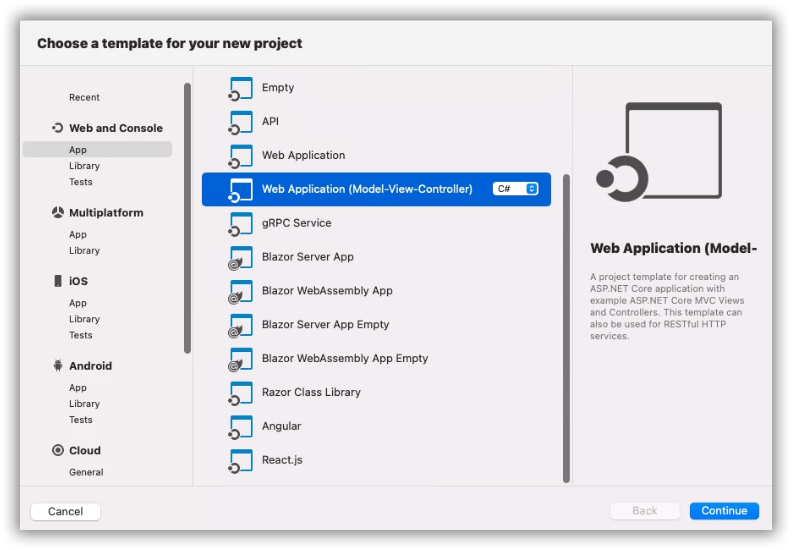 Choose a template for your new project
Recent
Web and Console
App
Library
Tests
Multiplatform
App
Library
iOS
App
Library
Tests
Android
App
Library
Tests
Cloud
General
Empty
API
Web Application
Web Application (Model-View-Controller) C#
gRPC Service
Blazor Server App
Blazor WebAssembly App
Blazor Server App Empty
Blazor WebAssembly App Empty
Razor Class Library
Angular
React.js
Web Application (Model-
A project template for creating an
ASP.NET Core application with
example ASP.NET Core MVC Views
and Controllers. This template can
also be used for RESTful HTTP
services.
Cancel
Back
Continue